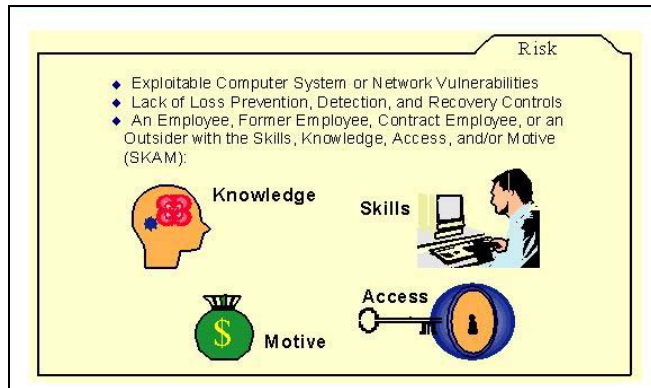 Risk
◆ Exploitable Computer System or Network Vulnerabilities
◆ Lack of Loss Prevention, Detection, and Recovery Controls
◆ An Employee, Former Employee, Contract Employee, or an
Outsider with the Skills, Knowledge, Access, and/or Motive
(SKAM):
Knowledge
Skills
Access
$
Motive